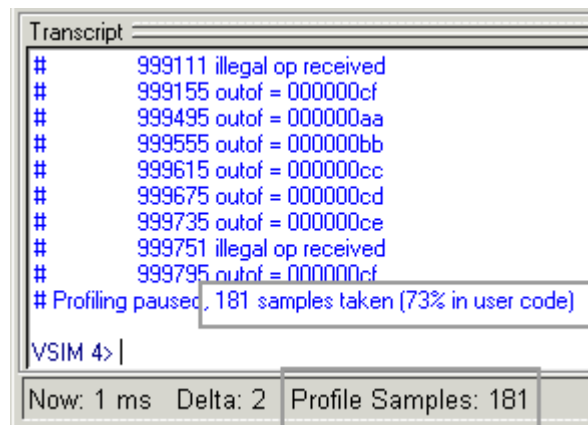 Transcript
# 999111 illegal op received
# 999155 outof = 000000cf
# 999495 outof = 000000aa
# 999555 outof = 000000bb
# 999615 outof = 000000cc
# 999675 outof = 000000cd
# 999735 outof = 000000ce
# 999751 illegal op received
# 999795 outof = 000000cf
# Profiling paused, 181 samples taken (73% in user code)
VSIM 4>
Now: 1 ms Delta: 2 Profile Samples: 181